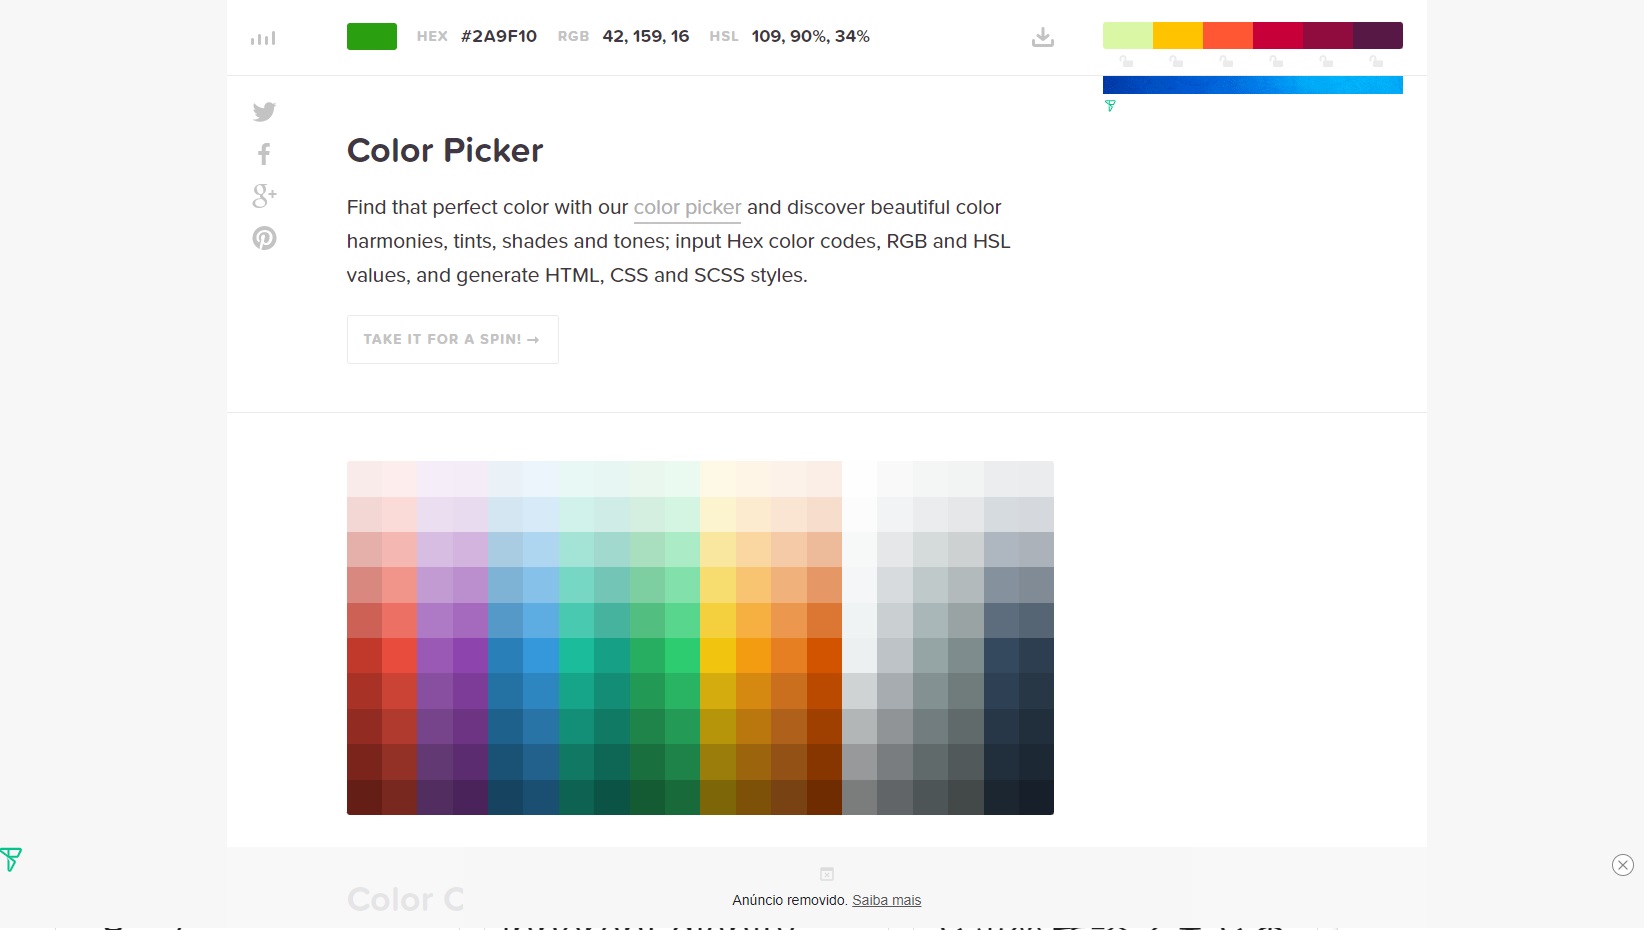 HEX #2A9F10 RGB 42, 159, 16 HSL 109, 90%, 34%
Color Picker
Find that perfect color with our color picker and discover beautiful color
harmonies, tints, shades and tones; input Hex color codes, RGB and HSL
values, and generate HTML, CSS and SCSS styles.
TAKE IT FOR A SPIN! →
Color C
Anúncio removido. Saiba mais